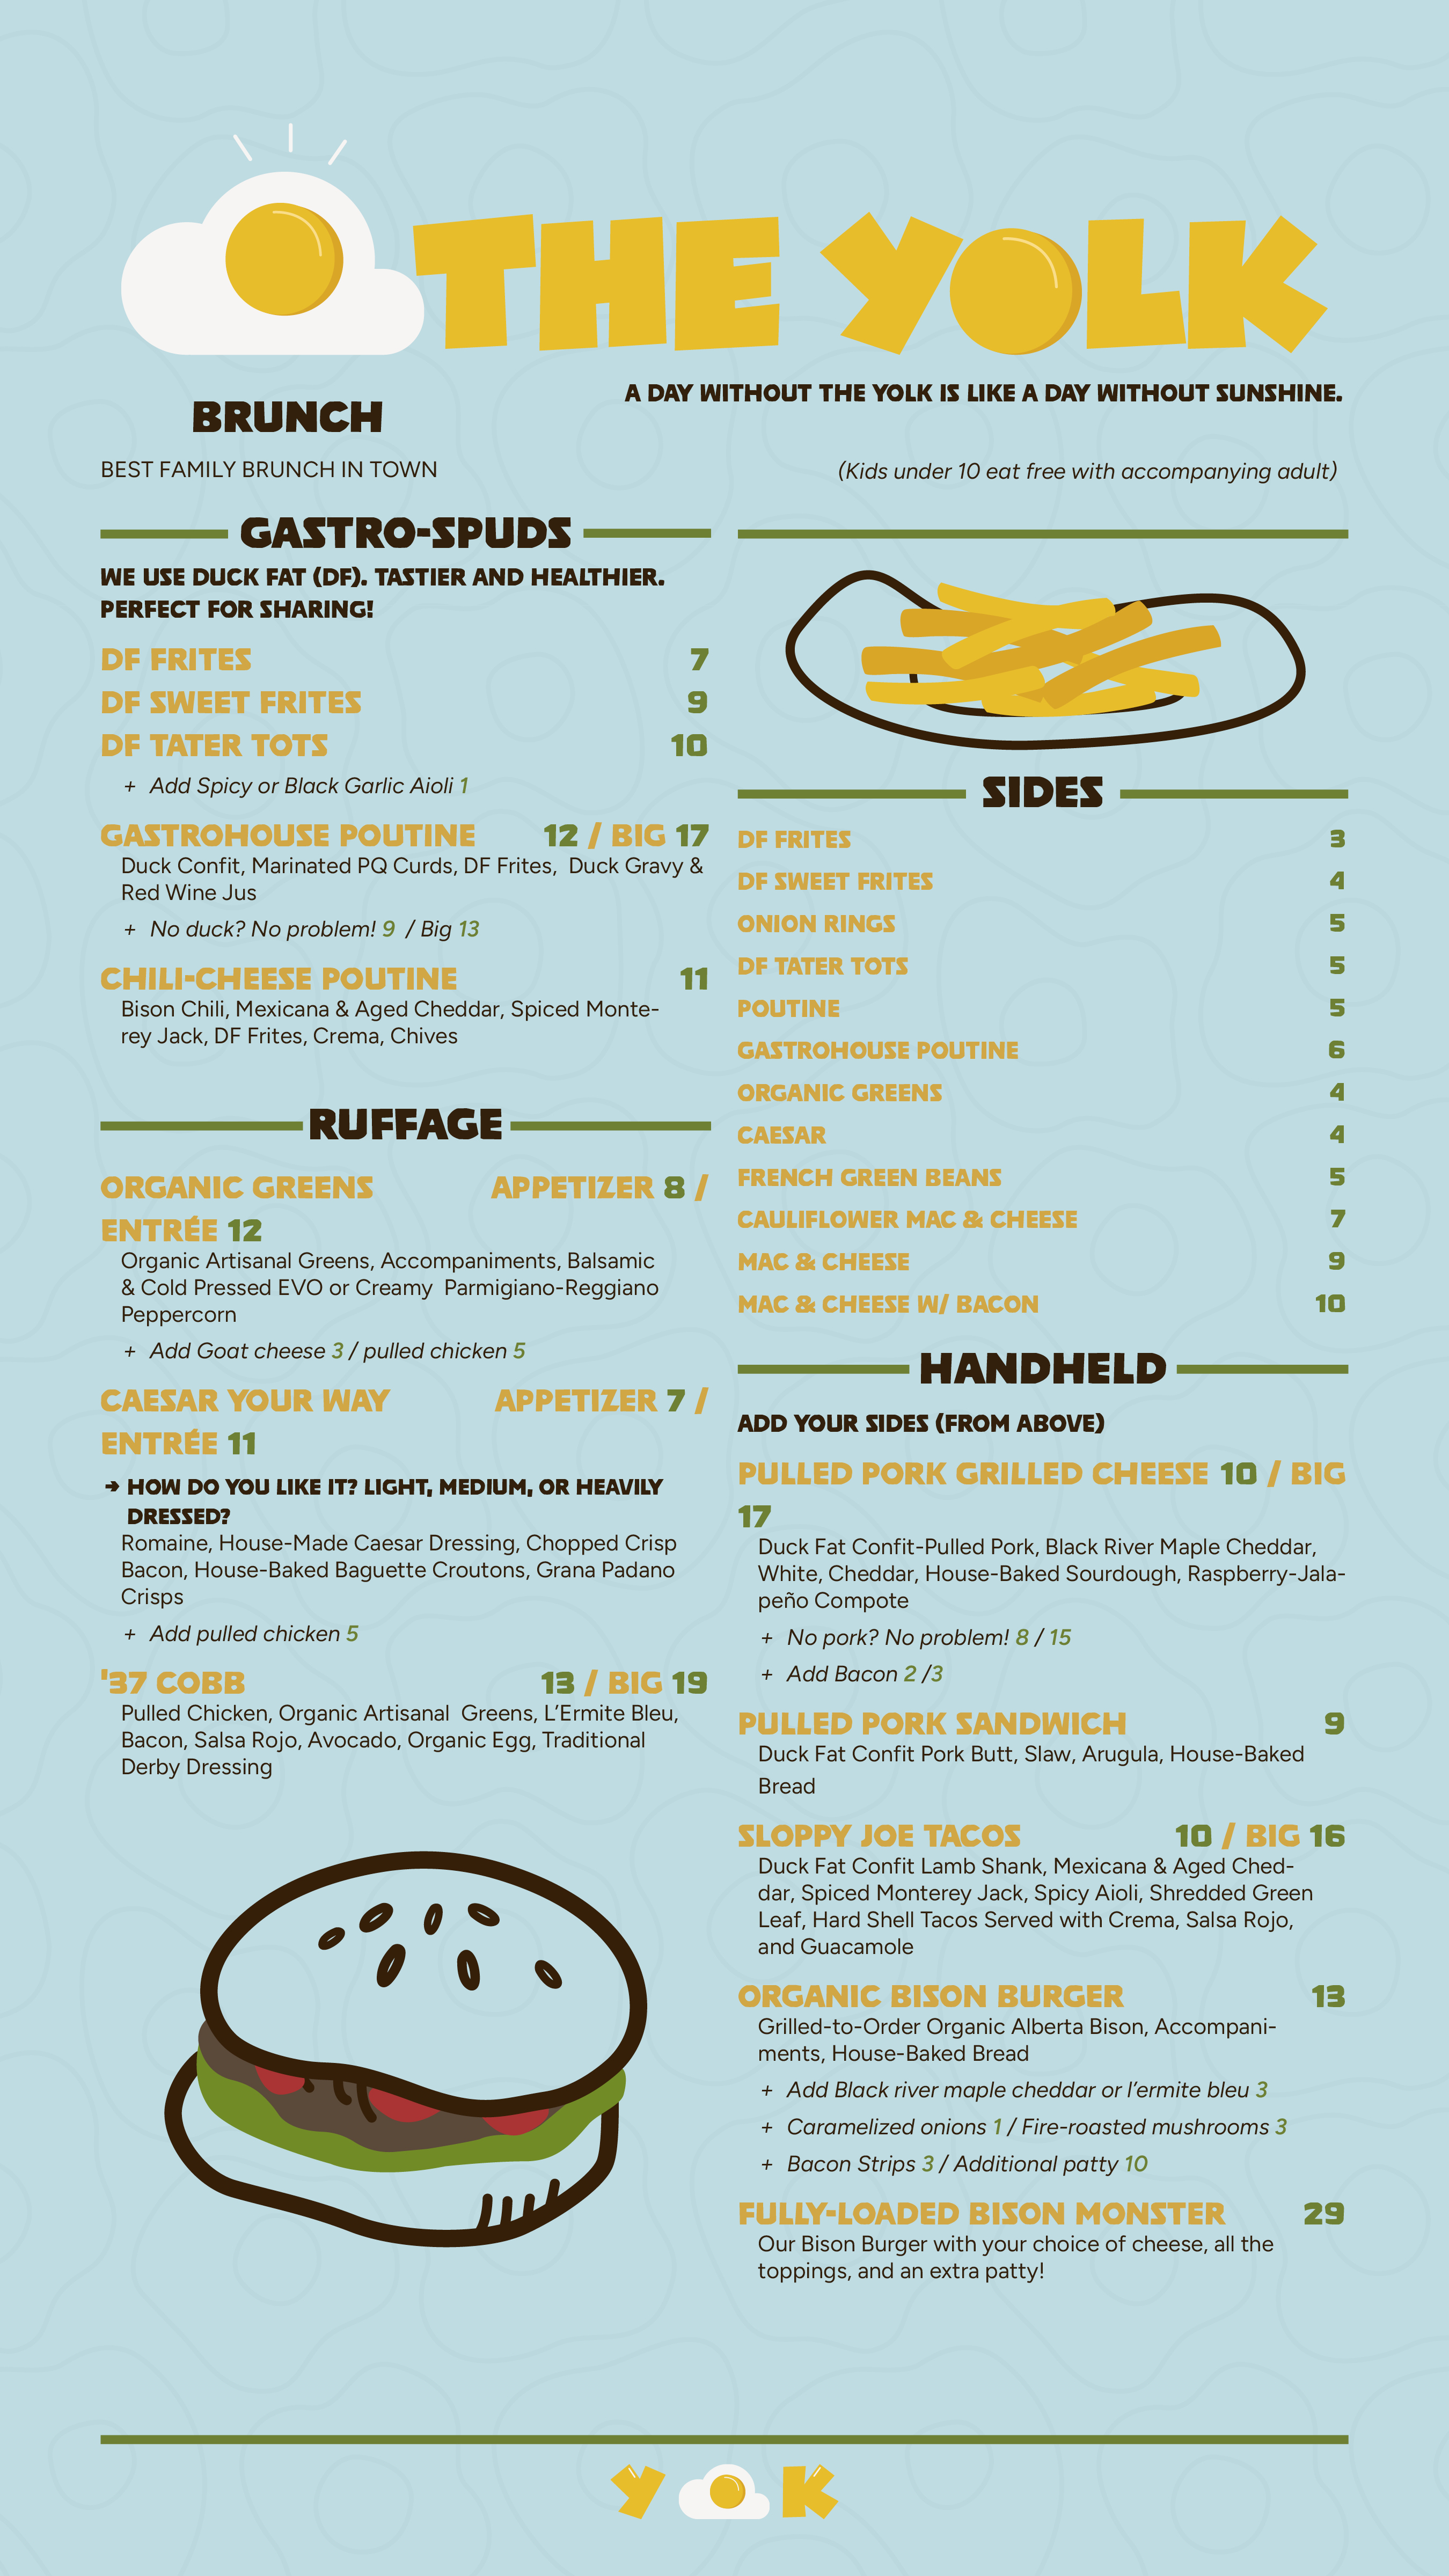 THE YOLK
A DAY WITHOUT THE YOLK IS LIKE A DAY WITHOUT SUNSHINE.
BRUNCH
BEST FAMILY BRUNCH IN TOWN
(Kids under 10 eat free with accompanying adult)
GASTRO-SPUDS
WE USE DUCK FAT (DF). TASTIER AND HEALTHIER.
PERFECT FOR SHARING!
DF FRITES 7
DF SWEET FRITES 9
DF TATER TOTS 10
+ Add Spicy or Black Garlic Aioli 1
GASTROHOUSE POUTINE 12 / BIG 17
Duck Confit, Marinated PQ Curds, DF Frites, Duck Gravy &
Red Wine Jus
+ No duck? No problem! 9 / Big 13
CHILI-CHEESE POUTINE 11
Bison Chili, Mexicana & Aged Cheddar, Spiced Monte-
rey Jack, DF Frites, Crema, Chives
RUFFAGE
ORGANIC GREENS APPETIZER 8 /
ENTRÉE 12
Organic Artisanal Greens, Accompaniments, Balsamic
& Cold Pressed EVO or Creamy Parmigiano-Reggiano
Peppercorn
+ Add Goat cheese 3 / pulled chicken 5
CAESAR YOUR WAY APPETIZER 7 /
ENTRÉE 11
➔ HOW DO YOU LIKE IT? LIGHT, MEDIUM, OR HEAVILY
DRESSED?
Romaine, House-Made Caesar Dressing, Chopped Crisp
Bacon, House-Baked Baguette Croutons, Grana Padano
Crisps
+ Add pulled chicken 5
'37 COBB 13 / BIG 19
Pulled Chicken, Organic Artisanal Greens, L'Ermite Bleu,
Bacon, Salsa Rojo, Avocado, Organic Egg, Traditional
Derby Dressing
SIDES
DF FRITES 3
DF SWEET FRITES 4
ONION RINGS 5
DF TATER TOTS 5
POUTINE 5
GASTROHOUSE POUTINE 6
ORGANIC GREENS 4
CAESAR 4
FRENCH GREEN BEANS 5
CAULIFLOWER MAC & CHEESE 7
MAC & CHEESE 9
MAC & CHEESE W/ BACON 10
HANDHELD
ADD YOUR SIDES (FROM ABOVE)
PULLED PORK GRILLED CHEESE 10 / BIG
17
Duck Fat Confit-Pulled Pork, Black River Maple Cheddar,
White, Cheddar, House-Baked Sourdough, Raspberry-Jala-
peño Compote
+ No pork? No problem! 8 / 15
+ Add Bacon 2 /3
PULLED PORK SANDWICH 9
Duck Fat Confit Pork Butt, Slaw, Arugula, House-Baked
Bread
SLOPPY JOE TACOS 10 / BIG 16
Duck Fat Confit Lamb Shank, Mexicana & Aged Ched-
dar, Spiced Monterey Jack, Spicy Aioli, Shredded Green
Leaf, Hard Shell Tacos Served with Crema, Salsa Rojo,
and Guacamole
ORGANIC BISON BURGER 13
Grilled-to-Order Organic Alberta Bison, Accompani-
ments, House-Baked Bread
+ Add Black river maple cheddar or l'ermite bleu 3
+ Caramelized onions 1 / Fire-roasted mushrooms 3
+ Bacon Strips 3 / Additional patty 10
FULLY-LOADED BISON MONSTER 29
Our Bison Burger with your choice of cheese, all the
toppings, and an extra patty!
Y K